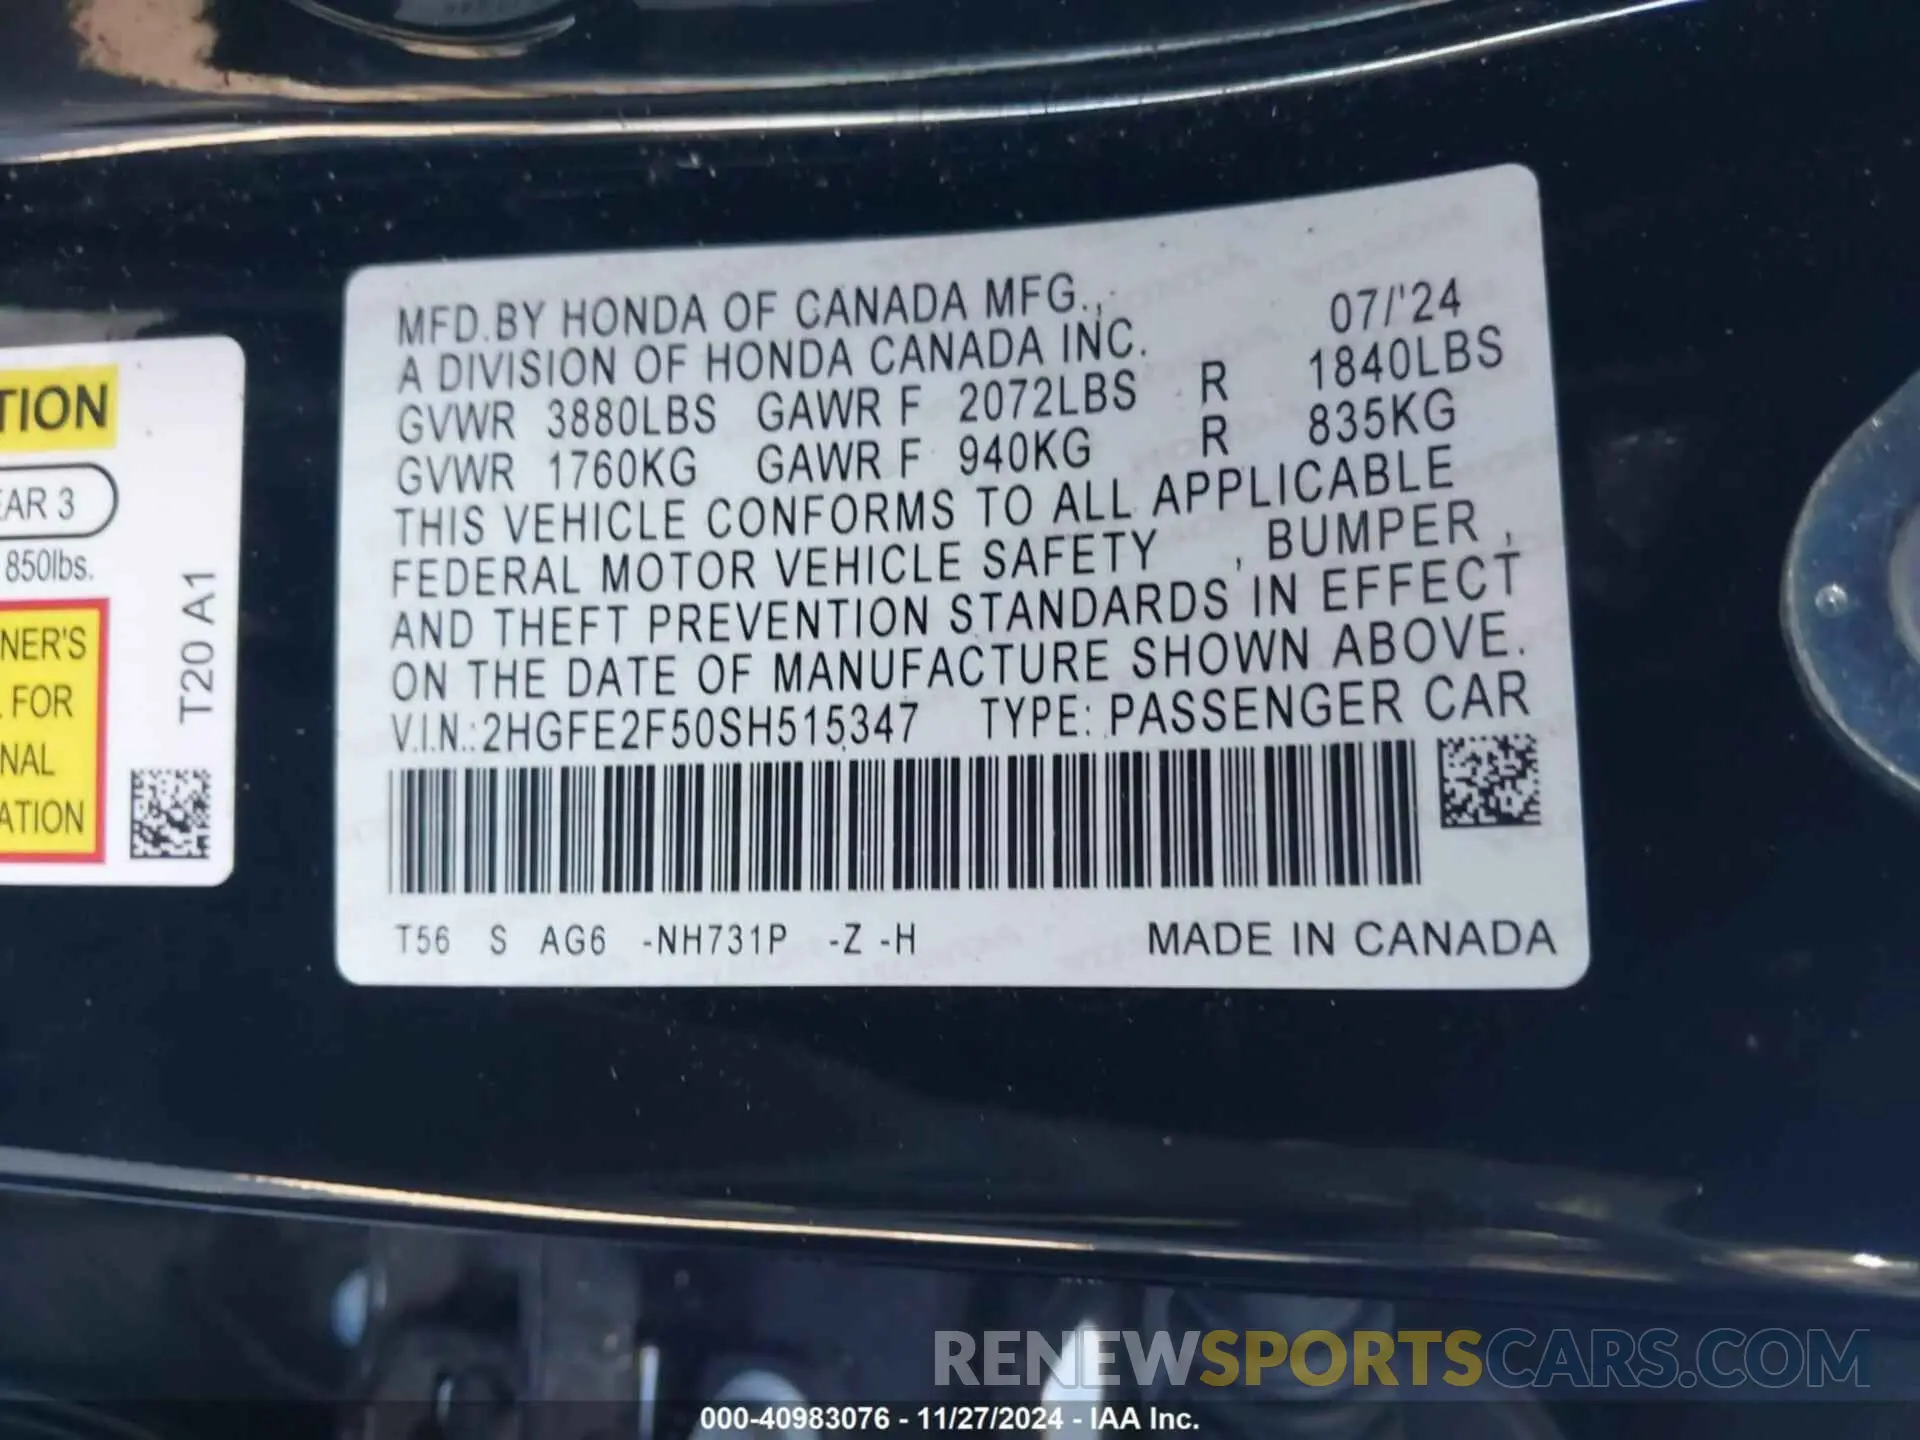 TION
EAR 3
850lbs.
NER'S
FOR
NAL
ATION
T20 A1
MFD.BY HONDA OF CANADA MFG.,
A DIVISION OF HONDA CANADA INC. 07/'24
GVWR 3880LBS GAWR F 2072LBS R 1840LBS
GVWR 1760KG GAWR F 940KG R 835KG
THIS VEHICLE CONFORMS TO ALL APPLICABLE
FEDERAL MOTOR VEHICLE SAFETY , BUMPER ,
AND THEFT PREVENTION STANDARDS IN EFFECT
ON THE DATE OF MANUFACTURE SHOWN ABOVE.
V.I.N.: 2HGFE2F50SH515347 TYPE: PASSENGER CAR
T56 S AG6 -NH731P -Z -H MADE IN CANADA
RENEWSPORTSCARS.COM
000-40983076 - 11/27/2024 - IAA Inc.